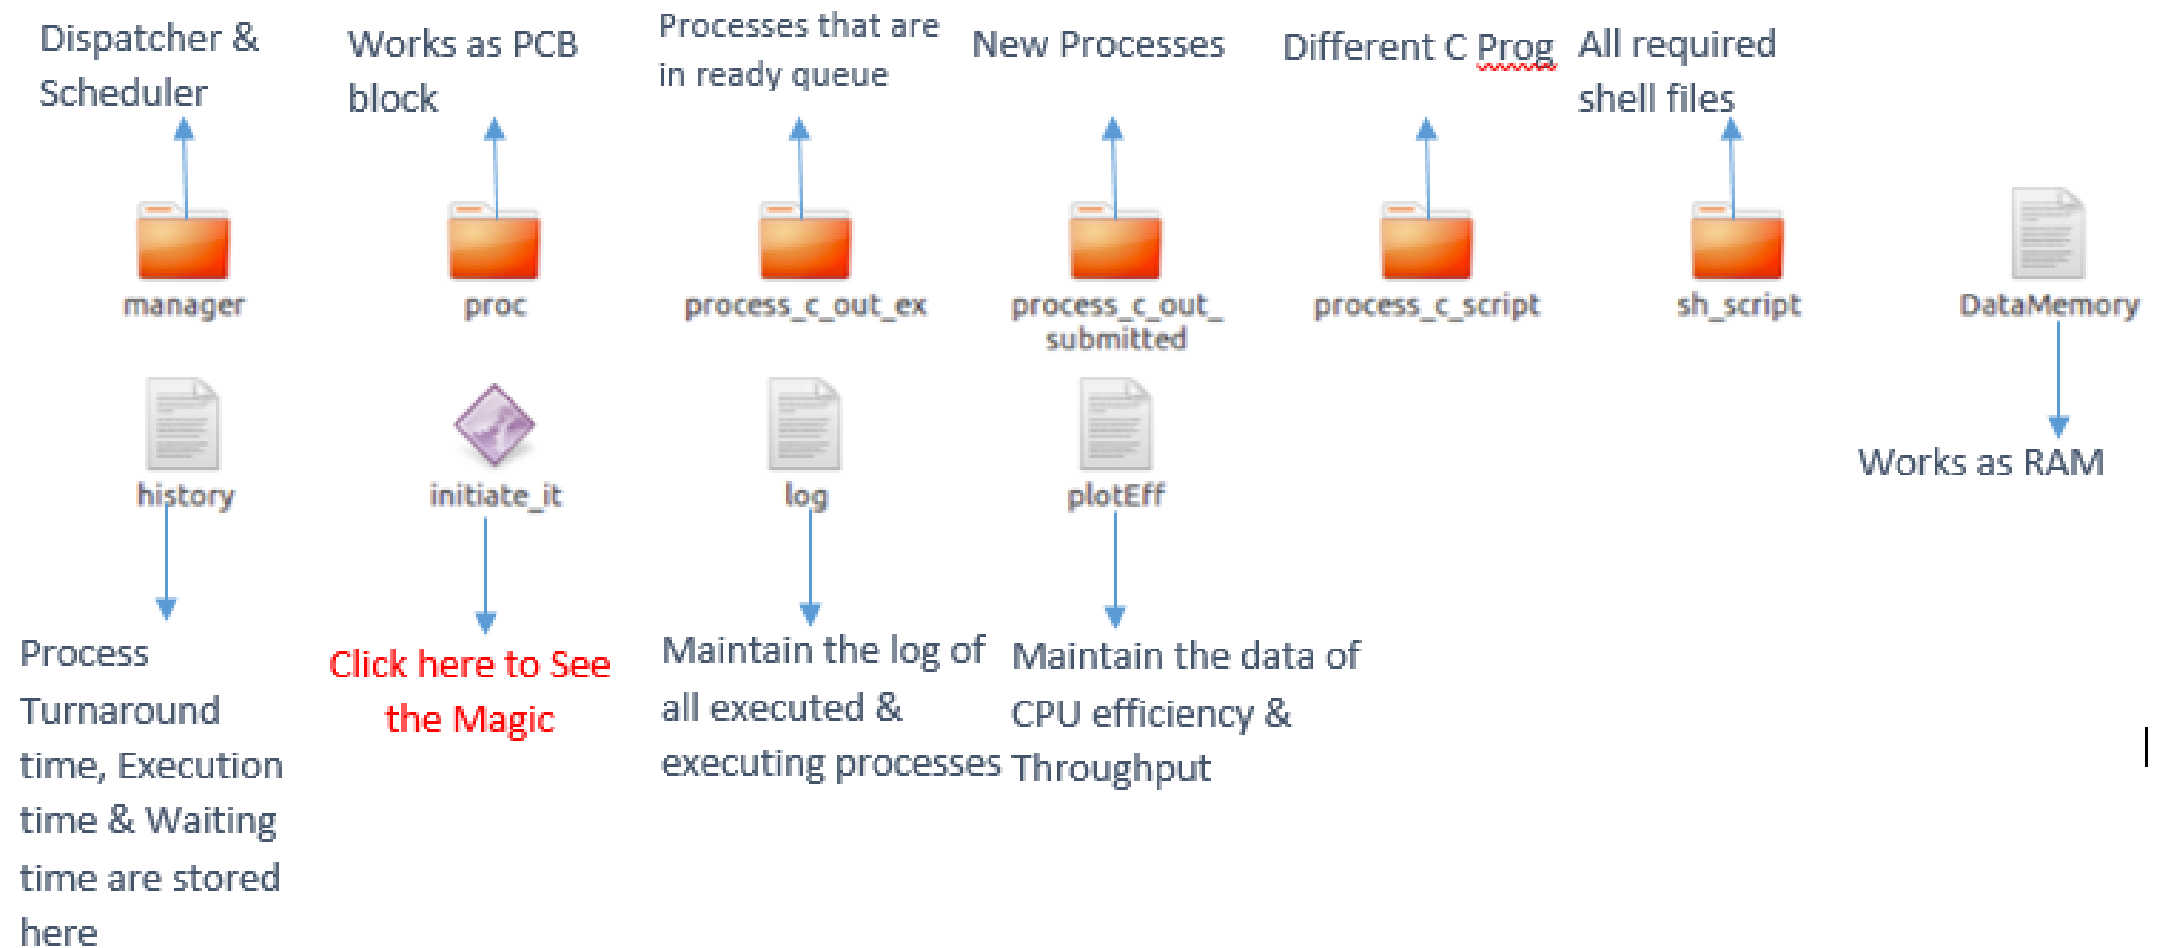 Dispatcher &
Scheduler
Works as PCB
block
Processes that are
in ready queue
New Processes
Different C Prog
All required
shell files
manager
proc
process_c_out_ex
process_c_out_
submitted
process_c_script
sh_script
DataMemory
Works as RAM
history
initiate_it
log
plotEff
Process
Turnaround
time, Execution
time & Waiting
time are stored
here
Click here to See
the Magic
Maintain the log of
all executed &
executing processes
Maintain the data of
CPU efficiency &
Throughput